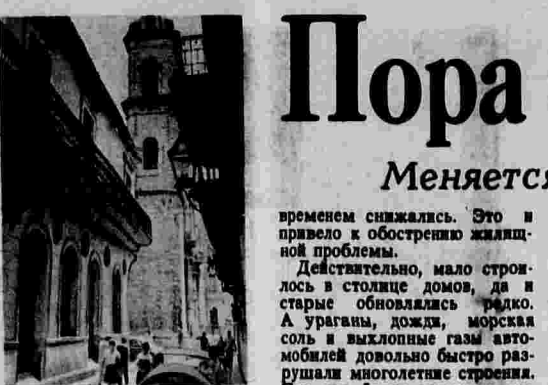 Пора
Меняется
временем снижались. Это и
привело к обострению жилищ-
ной проблемы.
Действительно, мало строи-
лось в столице домов, да и
старые обновлялись редко.
А ураганы, дожди, морская
соль и выхлопные газы авто-
мобилей довольно быстро раз-
рушали многолетние строения.